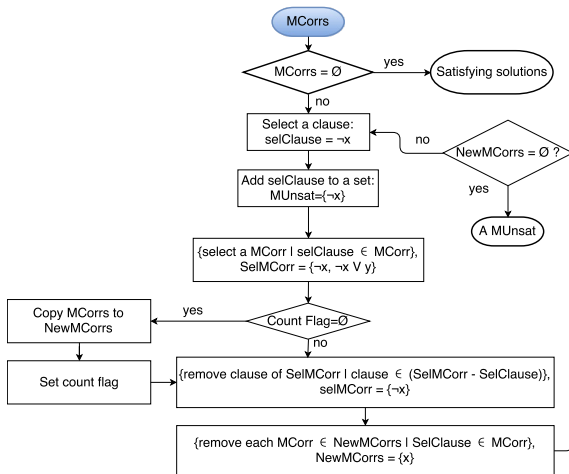 MCorrs
MCorrs = Ø
yes
Satisfying solutions
no
Select a clause:
selClause = ¬x
no
NewMCorrs = Ø ?
yes
Add selClause to a set:
MUnsat={¬x}
A MUnsat
{select a MCorr I selClause ∈ MCorr},
SelMCorr = {¬x, ¬x V y}
Copy MCorrs to
NewMCorrs
yes
Count Flag=Ø
no
Set count flag
{remove clause of SelMCorr I clause ∈ (SelMCorr - SelClause)},
selMCorr = {¬x}
{remove each MCorr ∈ NewMCorrs I SelClause ∈ MCorr},
NewMCorrs = {x}